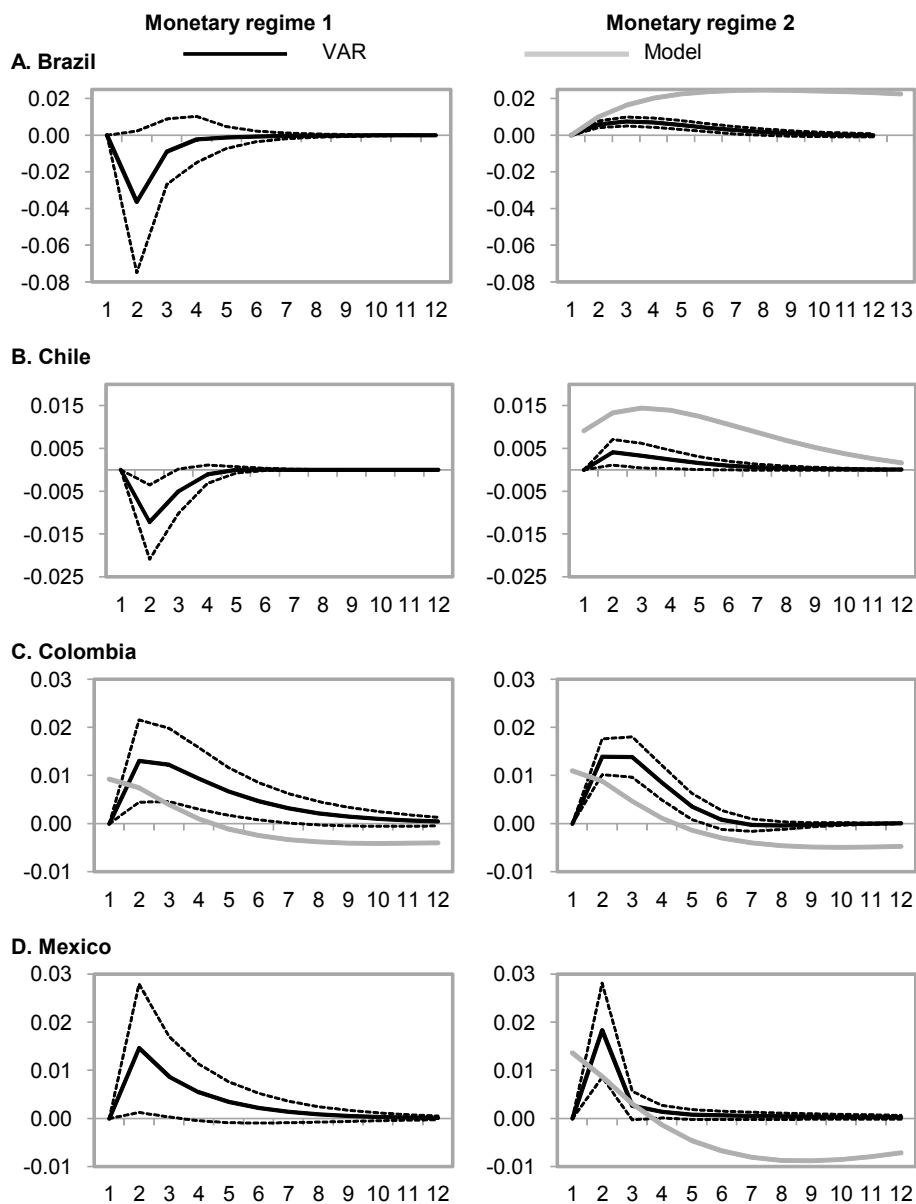 Monetary regime 1 Monetary regime 2
VAR Model
A. Brazil
0.02 0.02
0.00 0.00
-0.02 -0.02
-0.04 -0.04
-0.06 -0.06
-0.08 -0.08
1 2 3 4 5 6 7 8 9 10 11 12 1 2 3 4 5 6 7 8 9 10 11 12 13
B. Chile
0.015 0.015
0.005 0.005
-0.005 -0.005
-0.015 -0.015
-0.025 -0.025
1 2 3 4 5 6 7 8 9 10 11 12 1 2 3 4 5 6 7 8 9 10 11 12
C. Colombia
0.03 0.03
0.02 0.02
0.01 0.01
0.00 0.00
-0.01 -0.01
1 2 3 4 5 6 7 8 9 10 11 12 1 2 3 4 5 6 7 8 9 10 11 12
D. Mexico
0.03 0.03
0.02 0.02
0.01 0.01
0.00 0.00
-0.01 -0.01
1 2 3 4 5 6 7 8 9 10 11 12 1 2 3 4 5 6 7 8 9 10 11 12